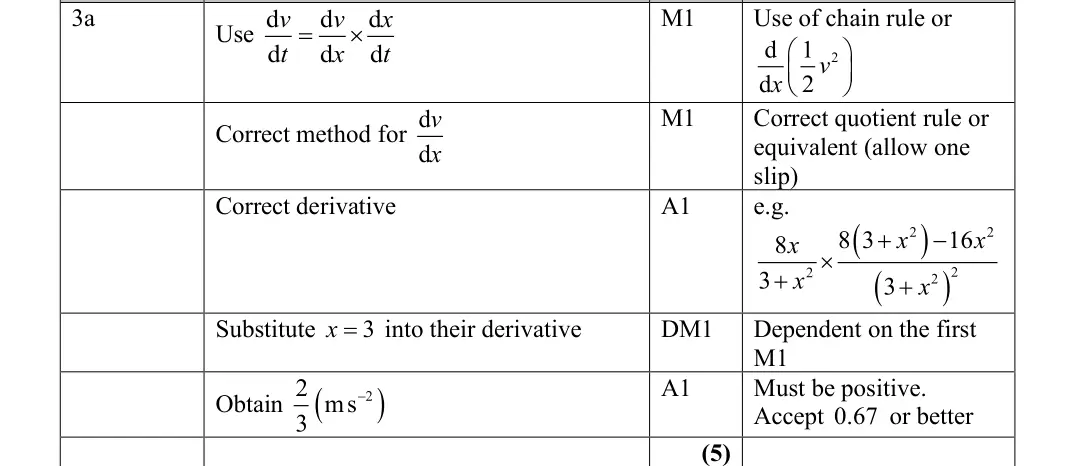 3a Use dv/dt = dv/dx × dx/dt M1 Use of chain rule or
d/dx(1/2 v²)
Correct method for dv/dx M1 Correct quotient rule or
equivalent (allow one
slip)
Correct derivative A1 e.g.
8x/(3+x²) × (8(3+x²)−16x²)/(3+x²)²
Substitute x = 3 into their derivative DM1 Dependent on the first
M1
Obtain 2/3 (m s⁻²) A1 Must be positive.
Accept 0.67 or better
(5)